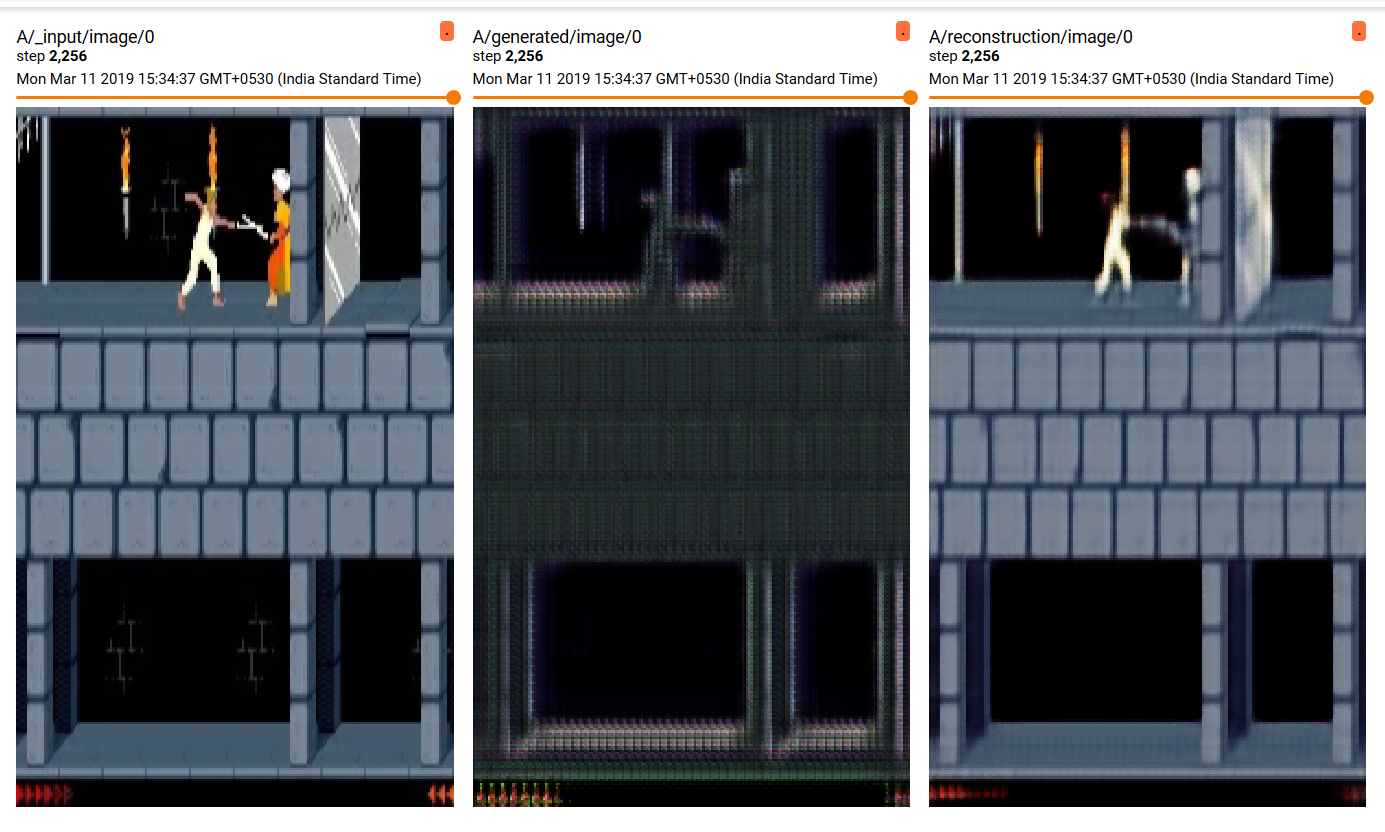 A/_input/image/0
step 2,256
Mon Mar 11 2019 15:34:37 GMT+0530 (India Standard Time)
.
A/generated/image/0
step 2,256
Mon Mar 11 2019 15:34:37 GMT+0530 (India Standard Time)
.
A/reconstruction/image/0
step 2,256
Mon Mar 11 2019 15:34:37 GMT+0530 (India Standard Time)
.